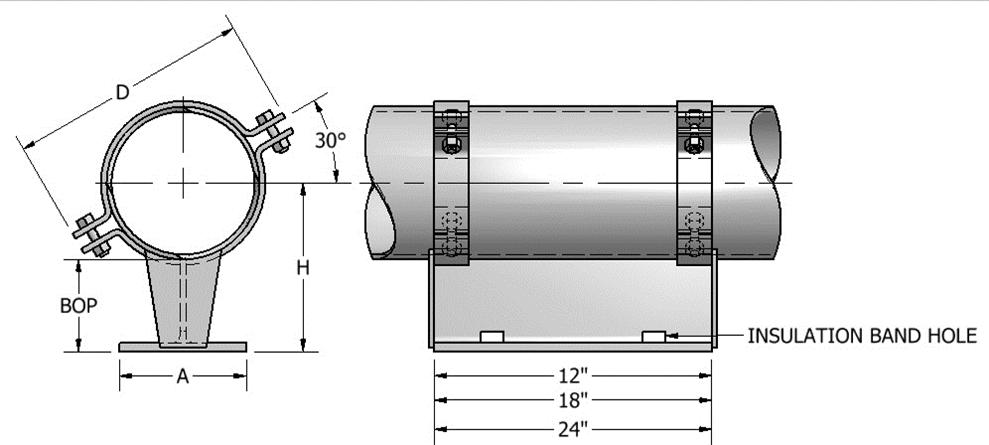 D
30°
H
BOP
A
INSULATION BAND HOLE
12"
18"
24"